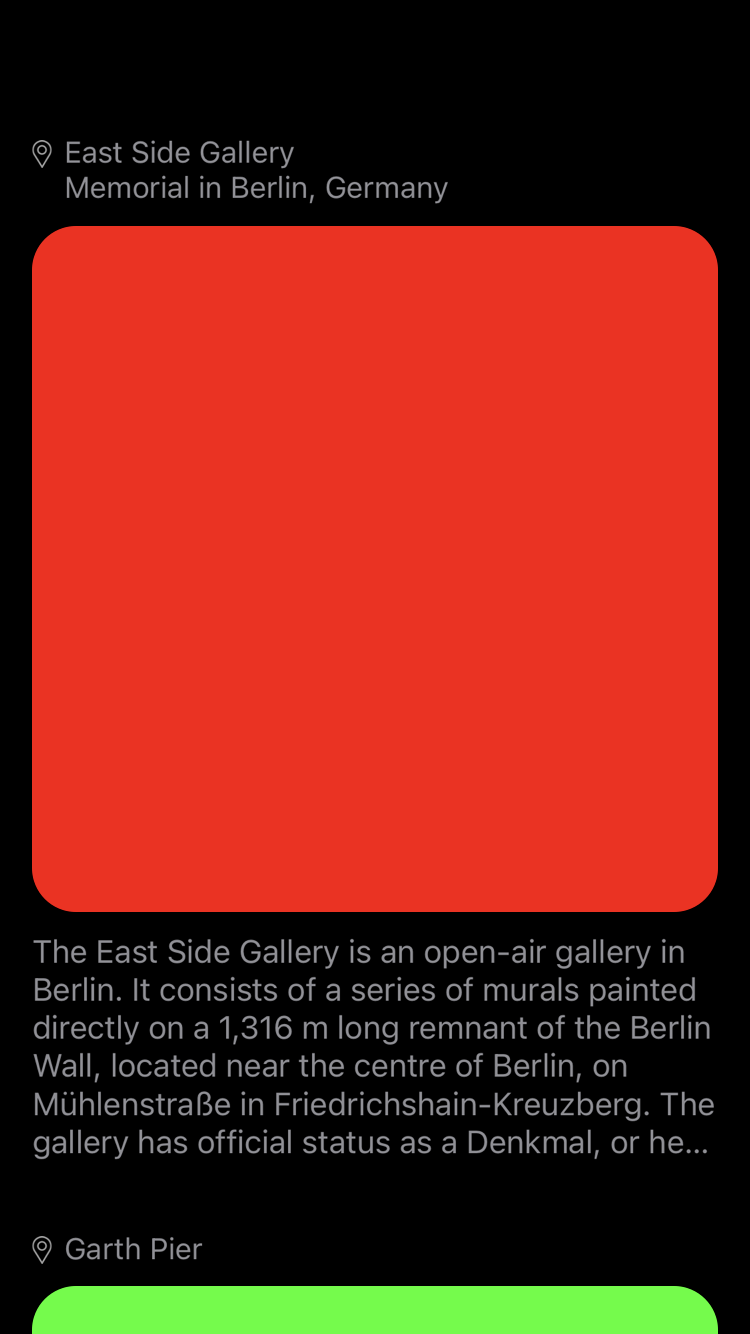 East Side Gallery
Memorial in Berlin, Germany
The East Side Gallery is an open-air gallery in
Berlin. It consists of a series of murals painted
directly on a 1,316 m long remnant of the Berlin
Wall, located near the centre of Berlin, on
Mühlenstraße in Friedrichshain-Kreuzberg. The
gallery has official status as a Denkmal, or he...
Garth Pier